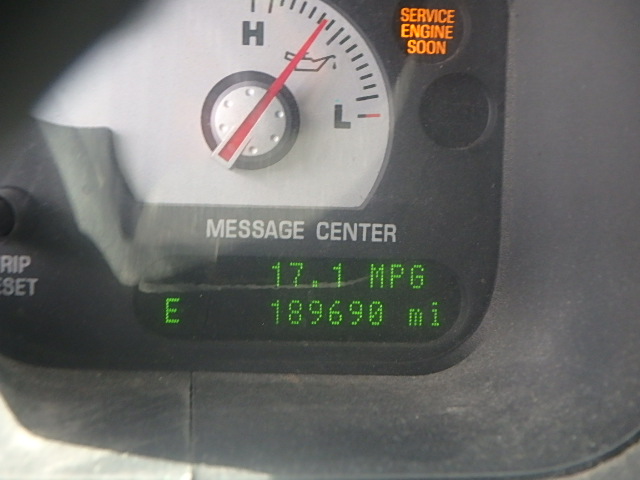 H
SERVICE
ENGINE
SOON
L
MESSAGE CENTER
RIP
ESET
17.1 MPG
E 189690 mi